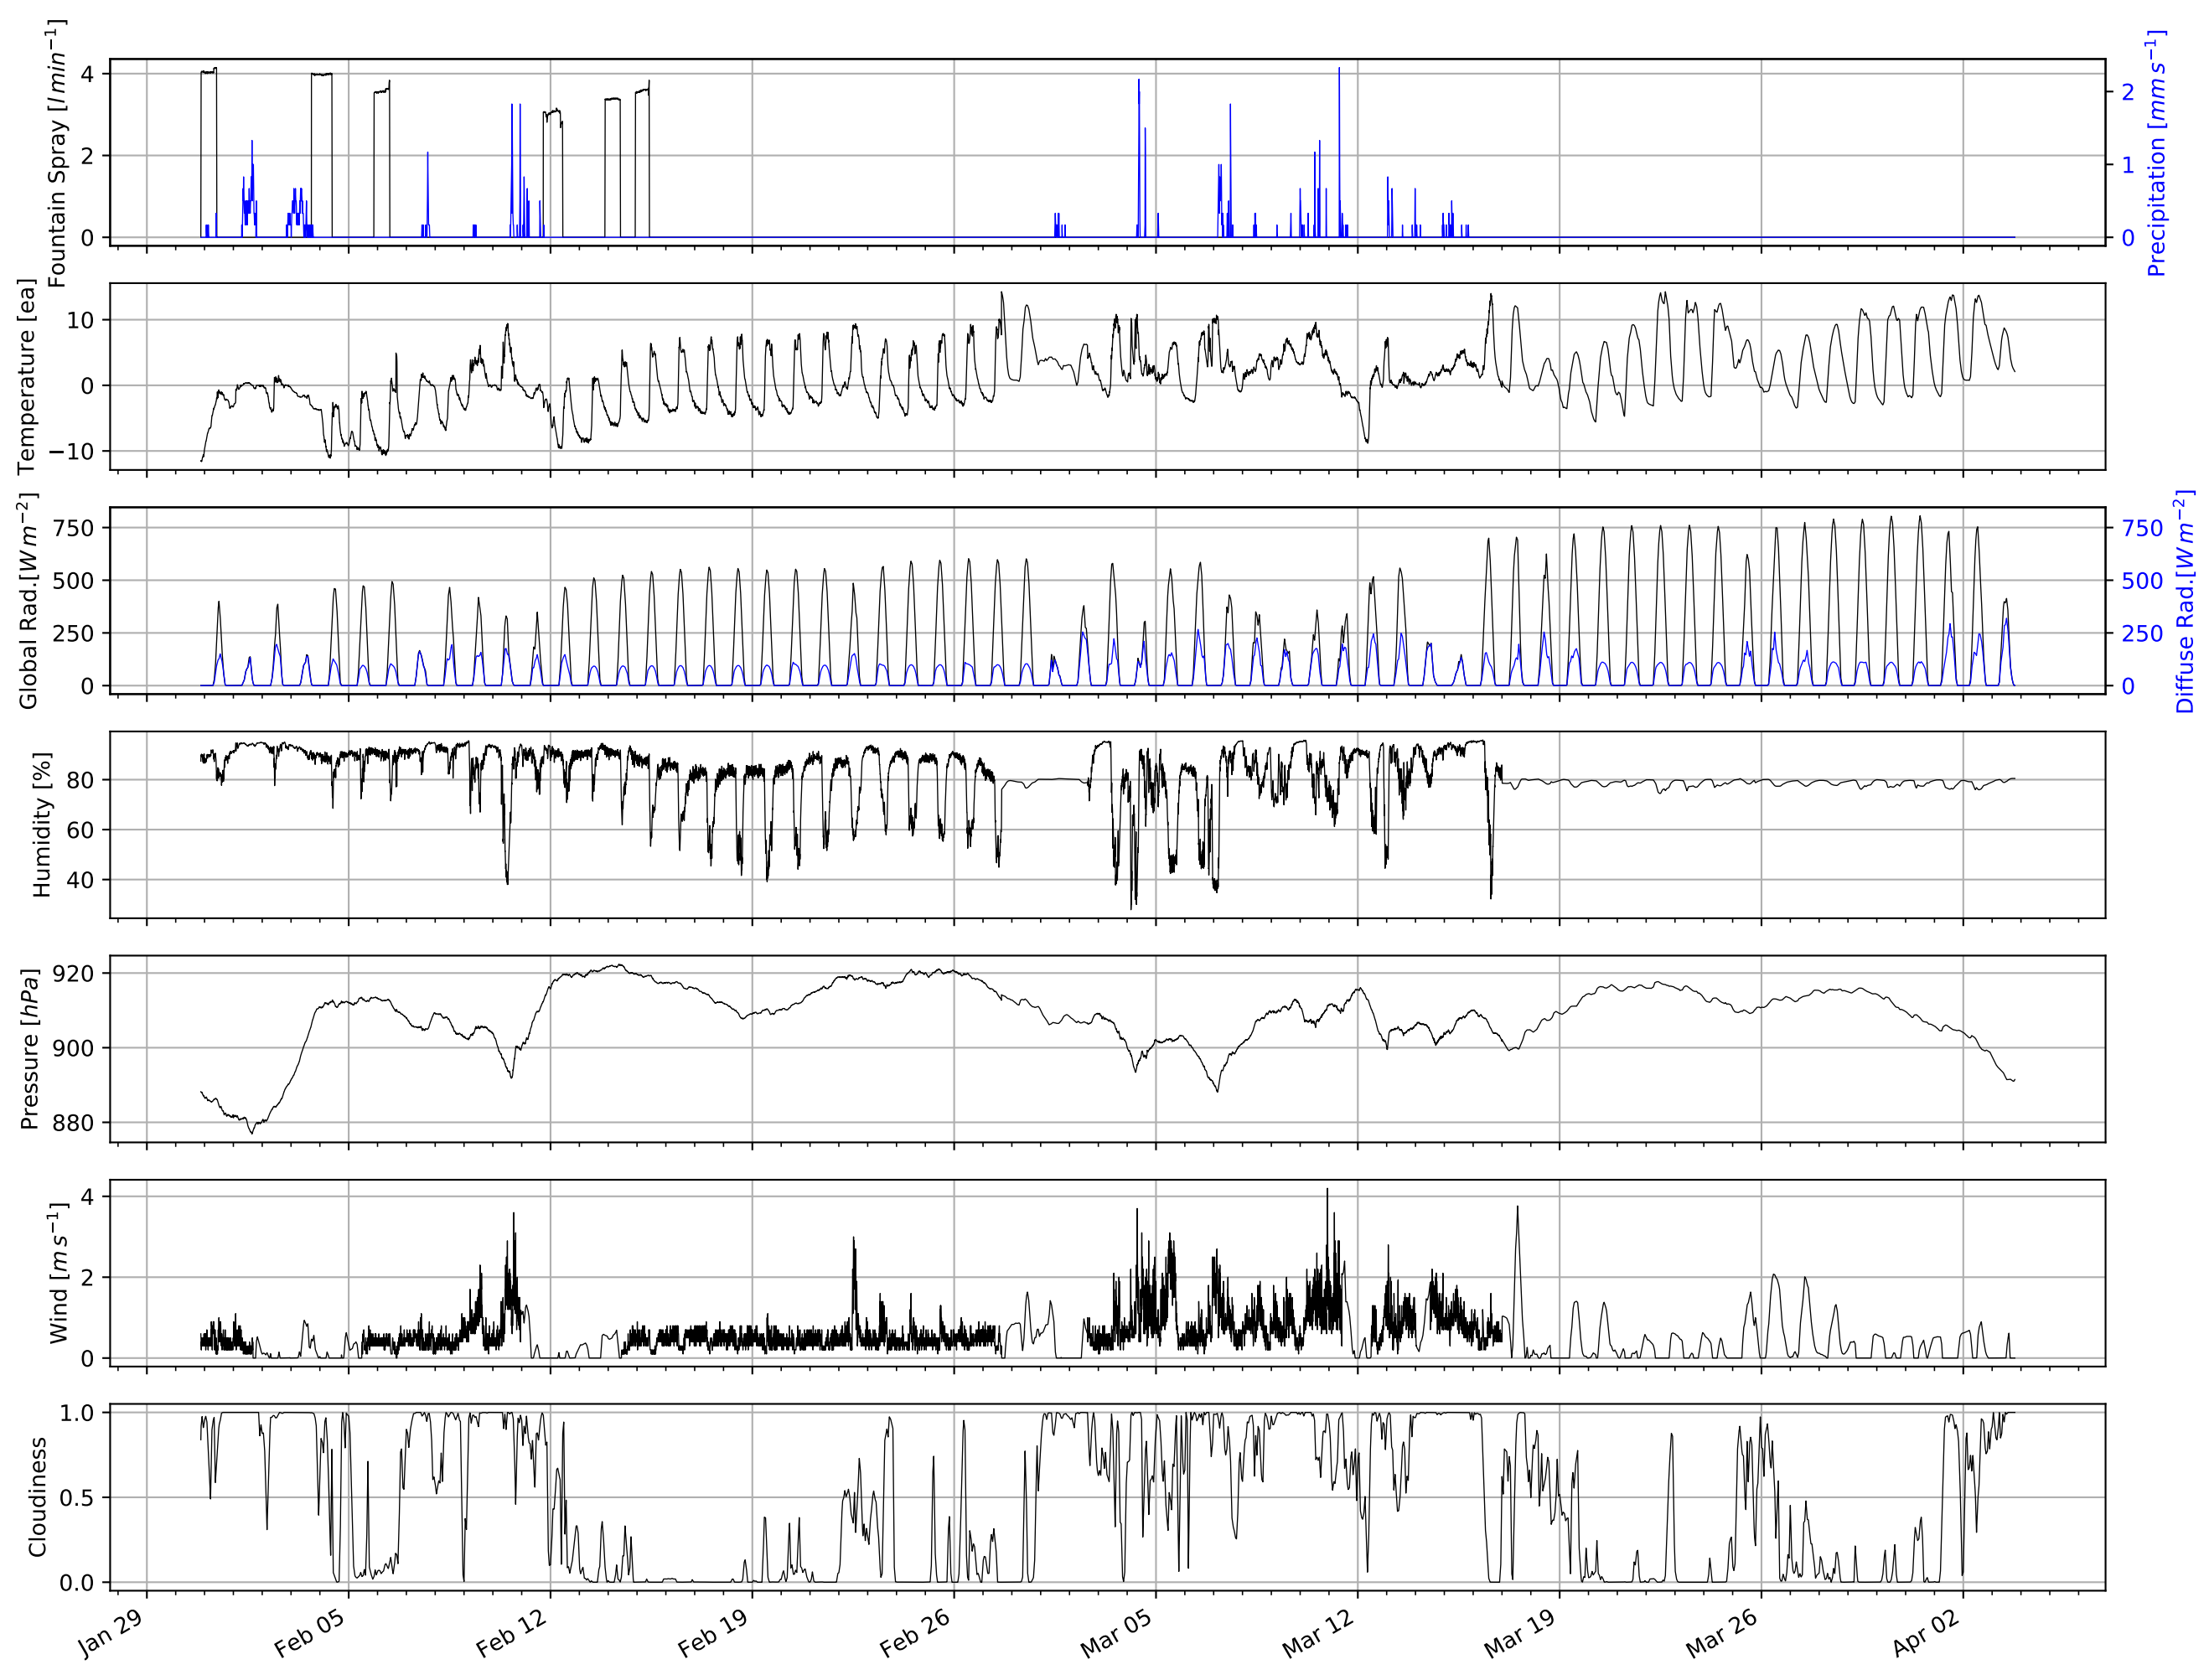 Fountain Spray [l min⁻¹]
4
2
0
2
1
0
Precipitation [mm s⁻¹]
Temperature [ea]
10
0
−10
Global Rad.[W m⁻²]
750
500
250
0
750
500
250
0
Diffuse Rad.[W m⁻²]
Humidity [%]
80
60
40
Pressure [hPa]
920
900
880
Wind [m s⁻¹]
4
2
0
Cloudiness
1.0
0.5
0.0
Jan 29
Feb 05
Feb 12
Feb 19
Feb 26
Mar 05
Mar 12
Mar 19
Mar 26
Apr 02